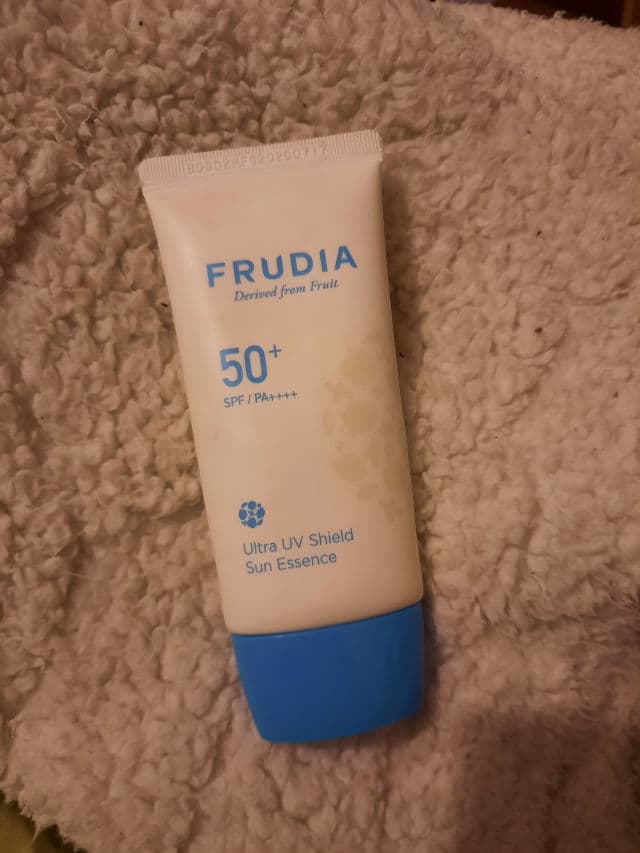 FRUDIA
Derived from Fruit
50+
SPF / PA++++
Ultra UV Shield
Sun Essence